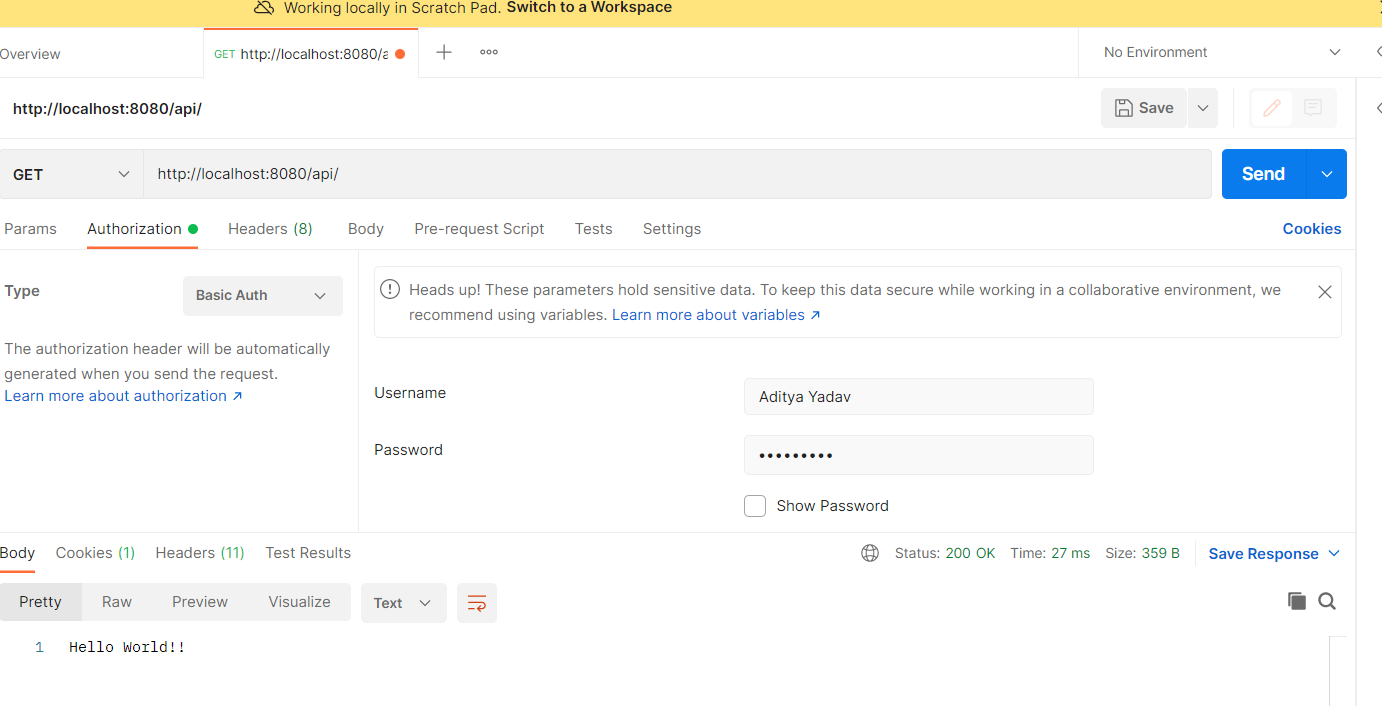 Working locally in Scratch Pad. Switch to a Workspace
Overview
GET http://localhost:8080/a
No Environment
http://localhost:8080/api/
Save
GET http://localhost:8080/api/ Send
Params Authorization Headers (8) Body Pre-request Script Tests Settings Cookies
Type Basic Auth
The authorization header will be automatically
generated when you send the request.
Learn more about authorization ↗
Heads up! These parameters hold sensitive data. To keep this data secure while working in a collaborative environment, we
recommend using variables. Learn more about variables ↗
Username Aditya Yadav
Password •••••••••
Show Password
Body Cookies (1) Headers (11) Test Results Status: 200 OK Time: 27 ms Size: 359 B Save Response
Pretty Raw Preview Visualize Text
1 Hello World!!